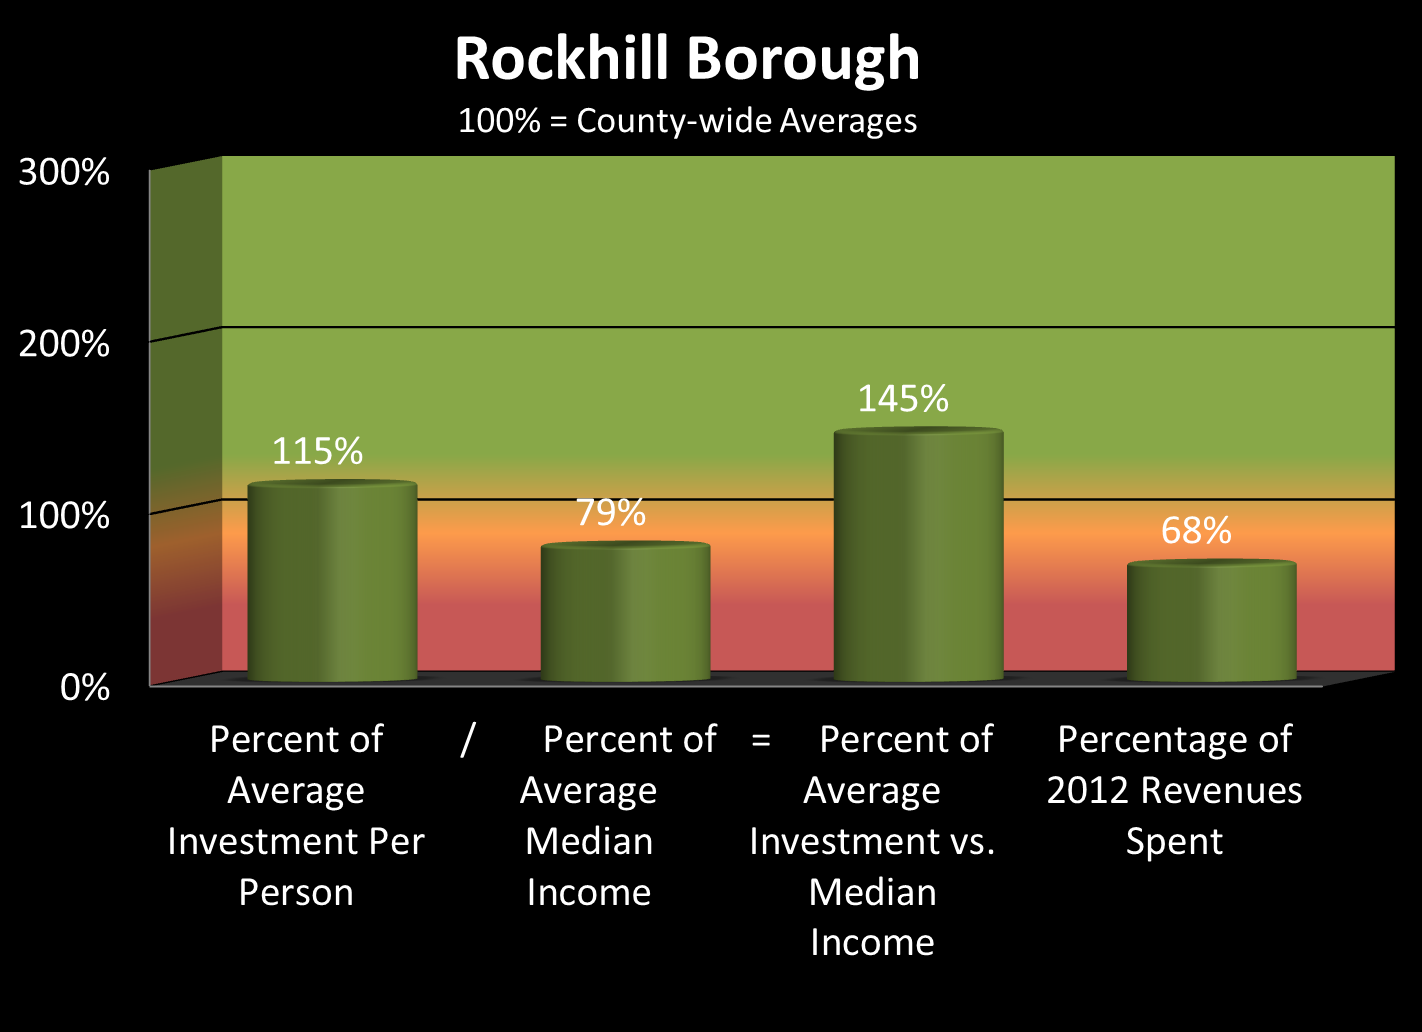 Rockhill Borough
100% = County-wide Averages
300%
200%
100%
0%
115%
79%
145%
68%
Percent of
Average
Investment Per
Person
/
Percent of
Average
Median
Income
=
Percent of
Average
Investment vs.
Median
Income
Percentage of
2012 Revenues
Spent